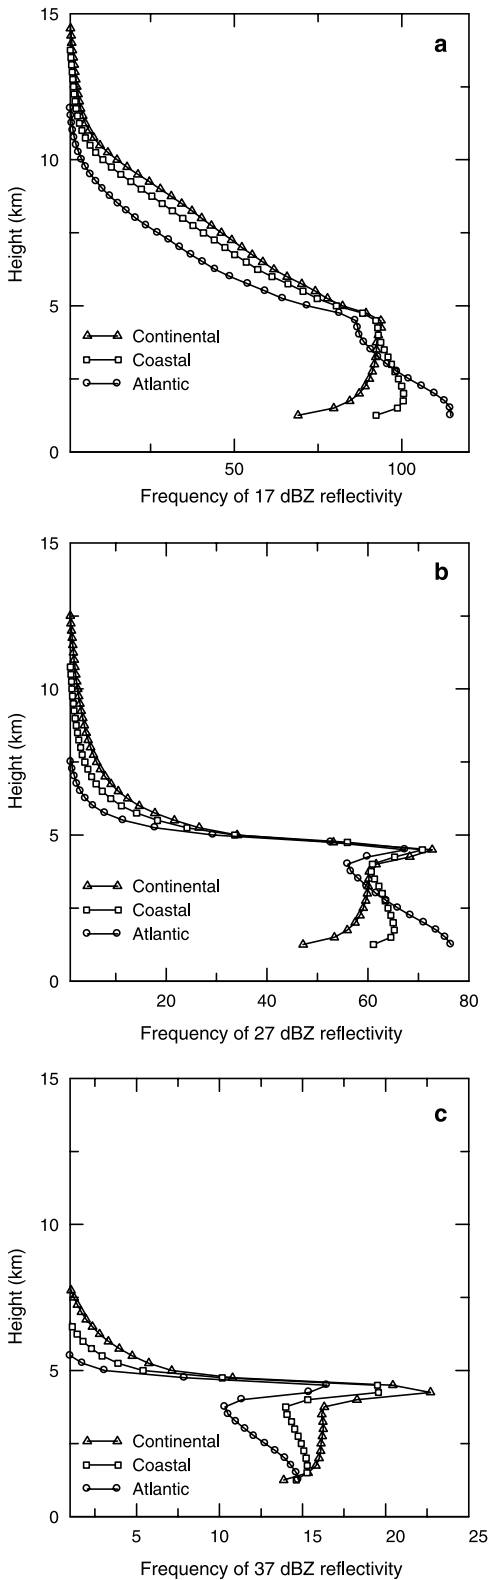 15
a
10
Height (km)
5
Continental
Coastal
Atlantic
0
50
100
Frequency of 17 dBZ reflectivity
15
b
10
Height (km)
5
Continental
Coastal
Atlantic
0
20
40
60
80
Frequency of 27 dBZ reflectivity
15
c
10
Height (km)
5
Continental
Coastal
Atlantic
0
5
10
15
20
25
Frequency of 37 dBZ reflectivity